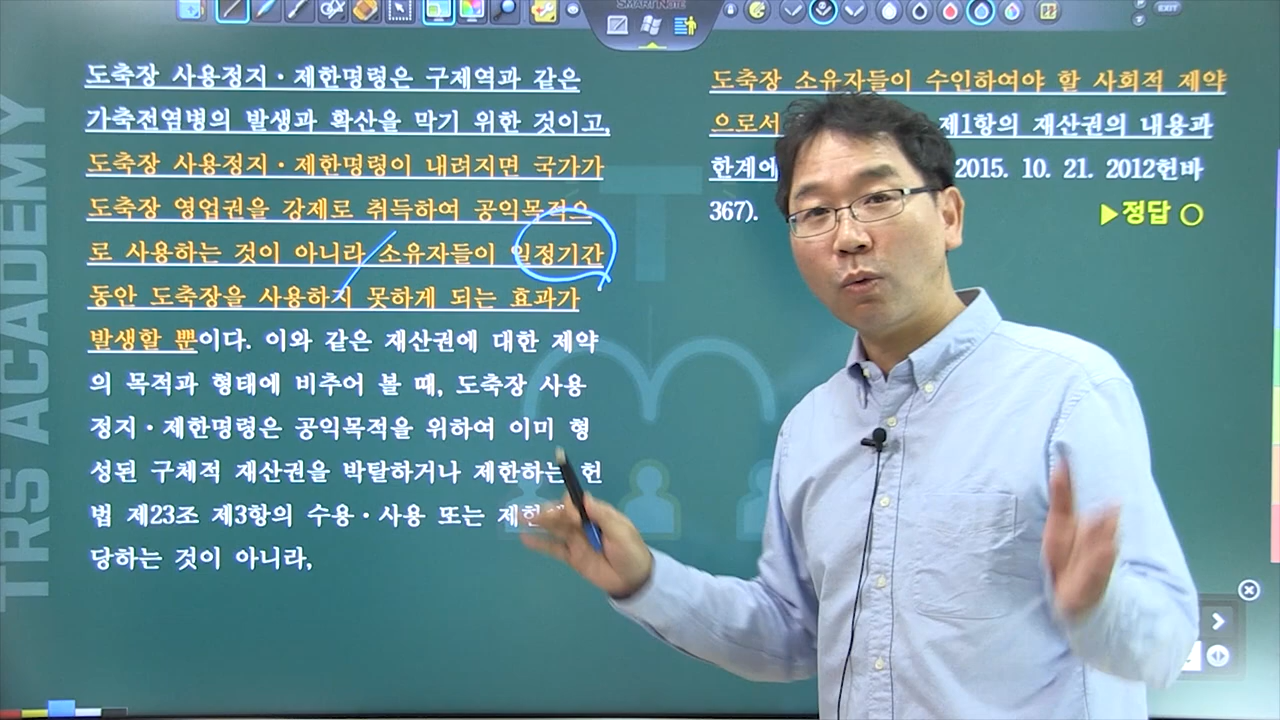 SMART NOTE
EXIT
TRS ACADEMY
도축장 사용정지·제한명령은 구제역과 같은
가축전염병의 발생과 확산을 막기 위한 것이고,
도축장 사용정지·제한명령이 내려지면 국가가
도축장 영업권을 강제로 취득하여 공익목적으
로 사용하는 것이 아니라 소유자들이 일정기간
동안 도축장을 사용하지 못하게 되는 효과가
발생할 뿐이다. 이와 같은 재산권에 대한 제약
의 목적과 형태에 비추어 볼 때, 도축장 사용
정지·제한명령은 공익목적을 위하여 이미 형
성된 구체적 재산권을 박탈하거나 제한하는 헌
법 제23조 제3항의 수용·사용 또는
당하는 것이 아니라,
도축장 소유자들이 수인하여야 할 사회적 제약
으로서 제1항의 재산권의 내용과
한계에 2015. 10. 21. 2012헌바
367).
▶정답 ○